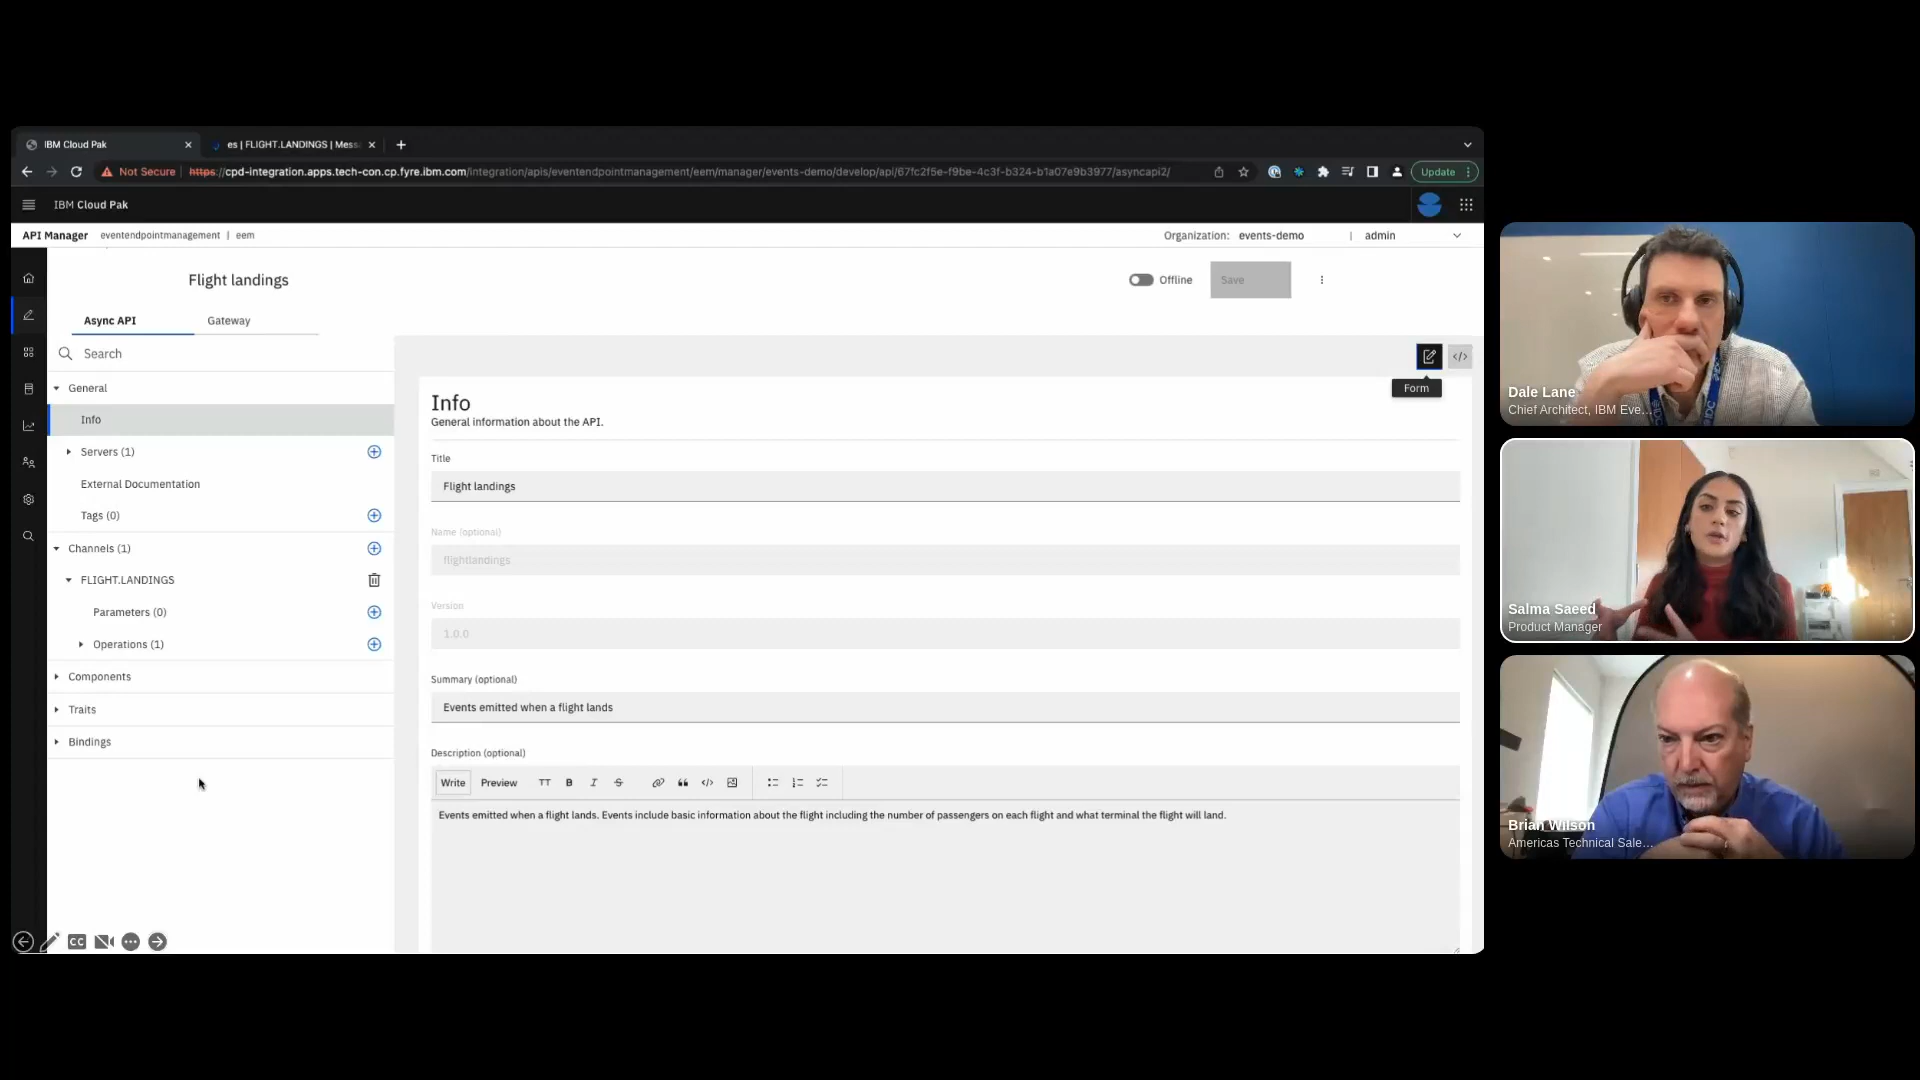 IBM Cloud Pak
es | FLIGHT.LANDINGS | Mess
Not Secure | https://cpd-integration.apps.tech-con.cp.fyre.ibm.com/integration/apis/eventendpointmanagement/eem/manager/events-demo/develop/api/67fc2f5e-f9be-4c3f-b324-b1a07e9b3977/asyncapi2/
Update
IBM Cloud Pak
API Manager eventendpointmanagement | eem
Organization: events-demo | admin
Flight landings
Offline
Save
Async API
Gateway
Search
General
Info
Servers (1)
External Documentation
Tags (0)
Channels (1)
FLIGHT.LANDINGS
Parameters (0)
Operations (1)
Components
Traits
Bindings
Form
Info
General information about the API.
Title
Flight landings
Name (optional)
flightlandings
Version
1.0.0
Summary (optional)
Events emitted when a flight lands
Description (optional)
Write
Preview
TT B I S
Events emitted when a flight lands. Events include basic information about the flight including the number of passengers on each flight and what terminal the flight will land.
CC
Dale Lane
Chief Architect, IBM Eve...
Salma Saeed
Product Manager
Brian Wilson
Americas Technical Sale...